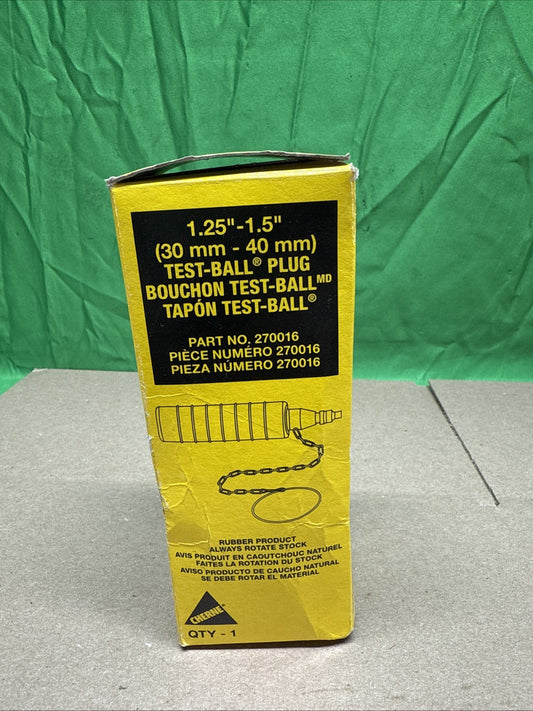 1.25"-1.5"
(30 mm - 40 mm)
TEST-BALL® PLUG
BOUCHON TEST-BALLMD
TAPÓN TEST-BALL®
PART NO. 270016
PIÈCE NUMÉRO 270016
PIEZA NÚMERO 270016
RUBBER PRODUCT
ALWAYS ROTATE STOCK
AVIS PRODUIT EN CAOUTCHOUC NATUREL
FAITES LA ROTATION DU STOCK
AVISO PRODUCTO DE CAUCHO NATURAL
SE DEBE ROTAR EL MATERIAL
CHERNE
QTY - 1